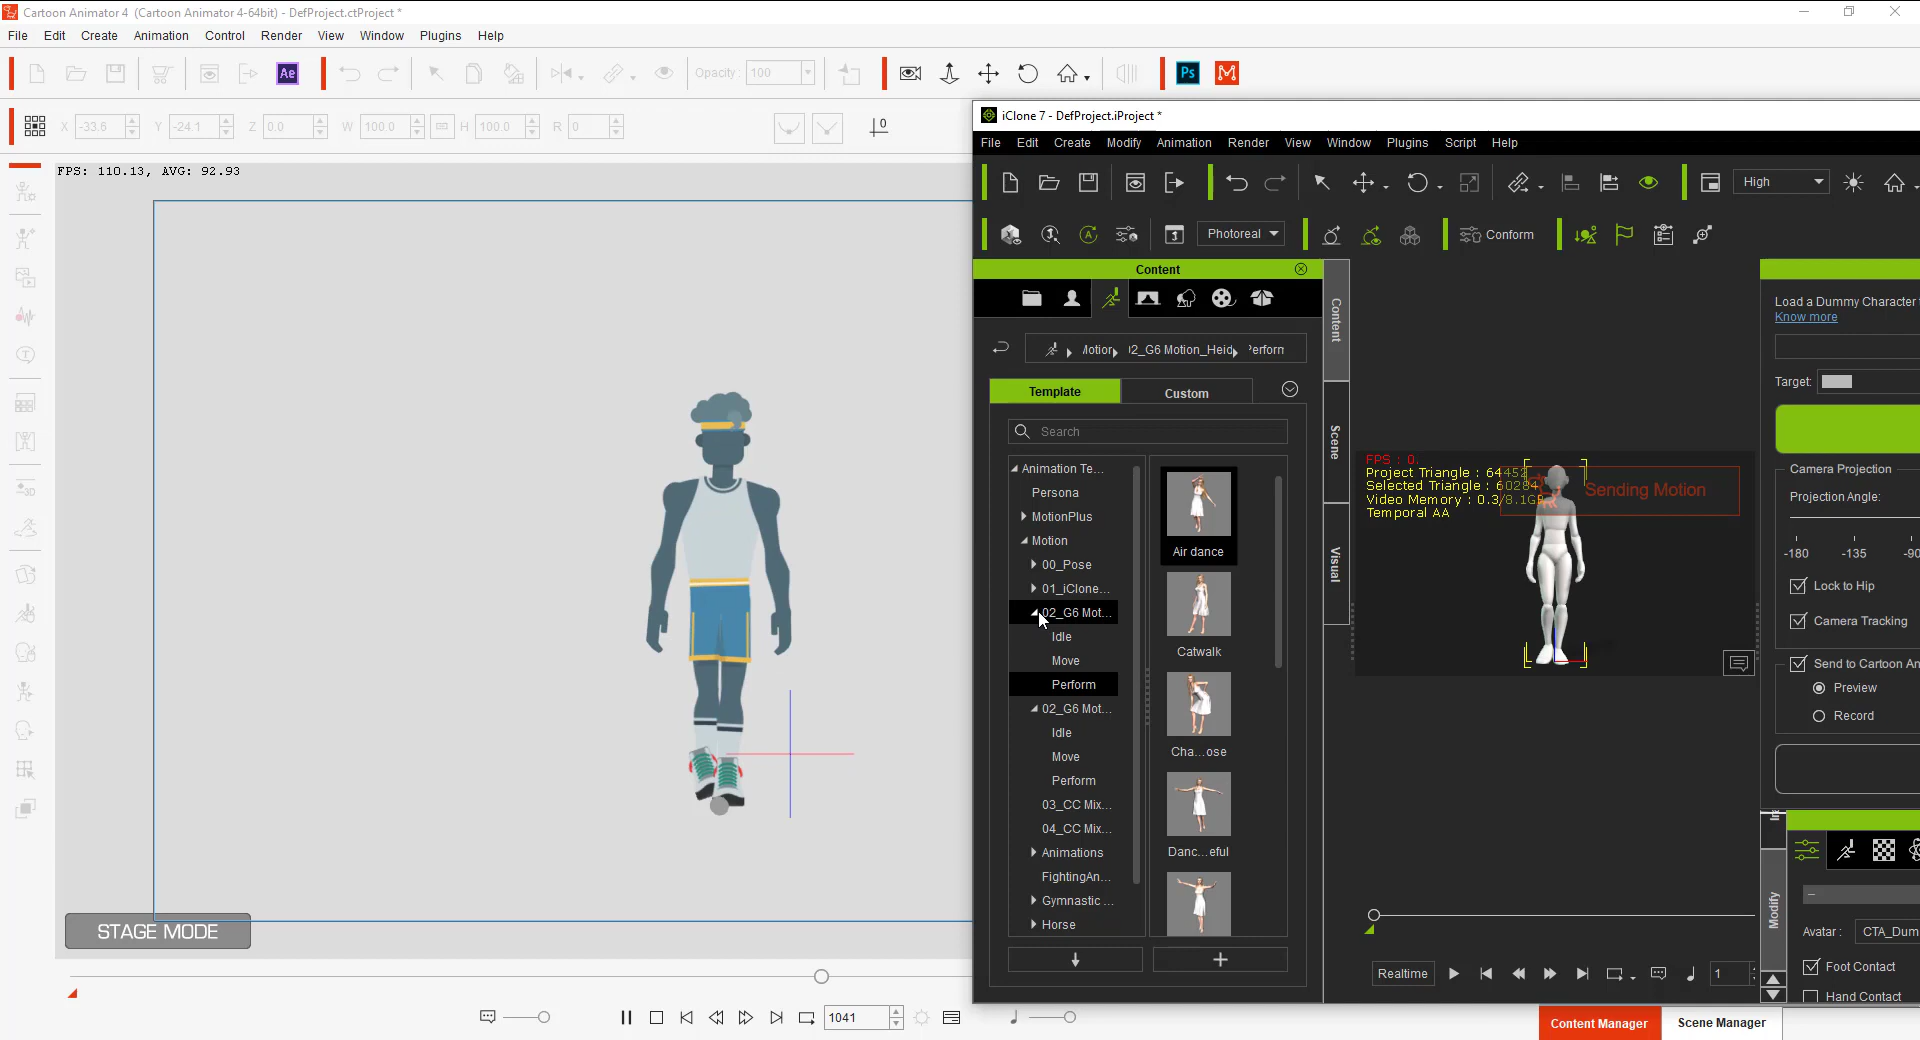 Cartoon Animator 4 (Cartoon Animator 4-64bit) - DefProject.ctProject *
File Edit Create Animation Control Render View Window Plugins Help
Ae
Opacity : 100
Ps
X -33.6 Y -24.1 Z 0.0 W 100.0 H 100.0 R 0
0
FPS: 110.13, AVG: 92.93
STAGE MODE
1041
iClone 7 - DefProject.iProject *
File Edit Create Modify Animation Render View Window Plugins Script Help
High
Photoreal
Conform
Content
Motion 02_G6 Motion_Heid Perform
Template Custom
Search
Animation Te...
Persona
MotionPlus
Motion
00_Pose
01_iClone...
02_G6 Mot...
Idle
Move
Perform
02_G6 Mot...
Idle
Move
Perform
03_CC Mix...
04_CC Mix...
Animations
FightingAn...
Gymnastic ...
Horse
Air dance
Catwalk
Cha...ose
Danc...eful
Content
Scene
Visual
FPS : 0.
Project Triangle : 64452
Selected Triangle : 60284
Video Memory : 0.3/8.1GB
Temporal AA
Sending Motion
Realtime
1
Load a Dummy Character
Know more
Target:
Camera Projection
Projection Angle:
-180 -135 -90
Lock to Hip
Camera Tracking
Send to Cartoon An
Preview
Record
Modify
Avatar : CTA_Dum
Foot Contact
Hand Contact
Content Manager Scene Manager